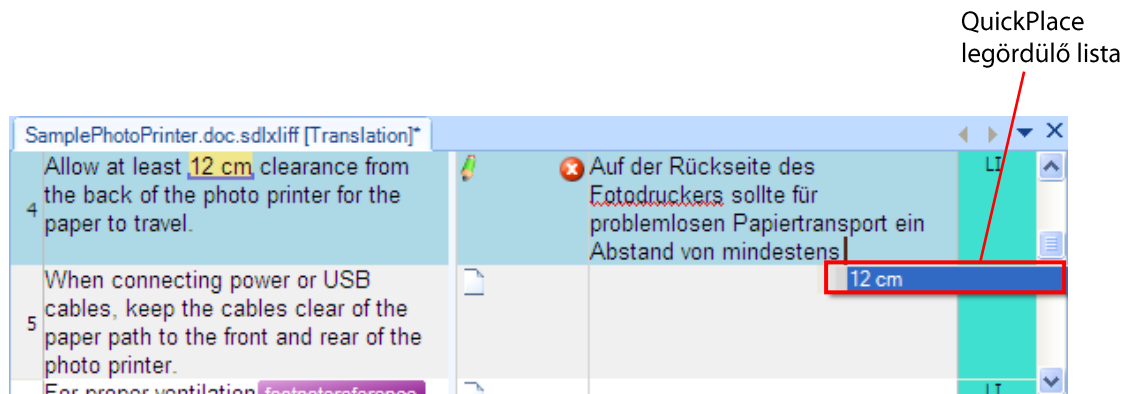 QuickPlace
legördülő lista
SamplePhotoPrinter.doc.sdlxliff [Translation]*
Allow at least 12 cm clearance from
the back of the photo printer for the
paper to travel.
4
Auf der Rückseite des
Fotodruckers sollte für
problemlosen Papiertransport ein
Abstand von mindestens
LI
12 cm
When connecting power or USB
cables, keep the cables clear of the
paper path to the front and rear of the
photo printer.
5
For proper ventilation
LI